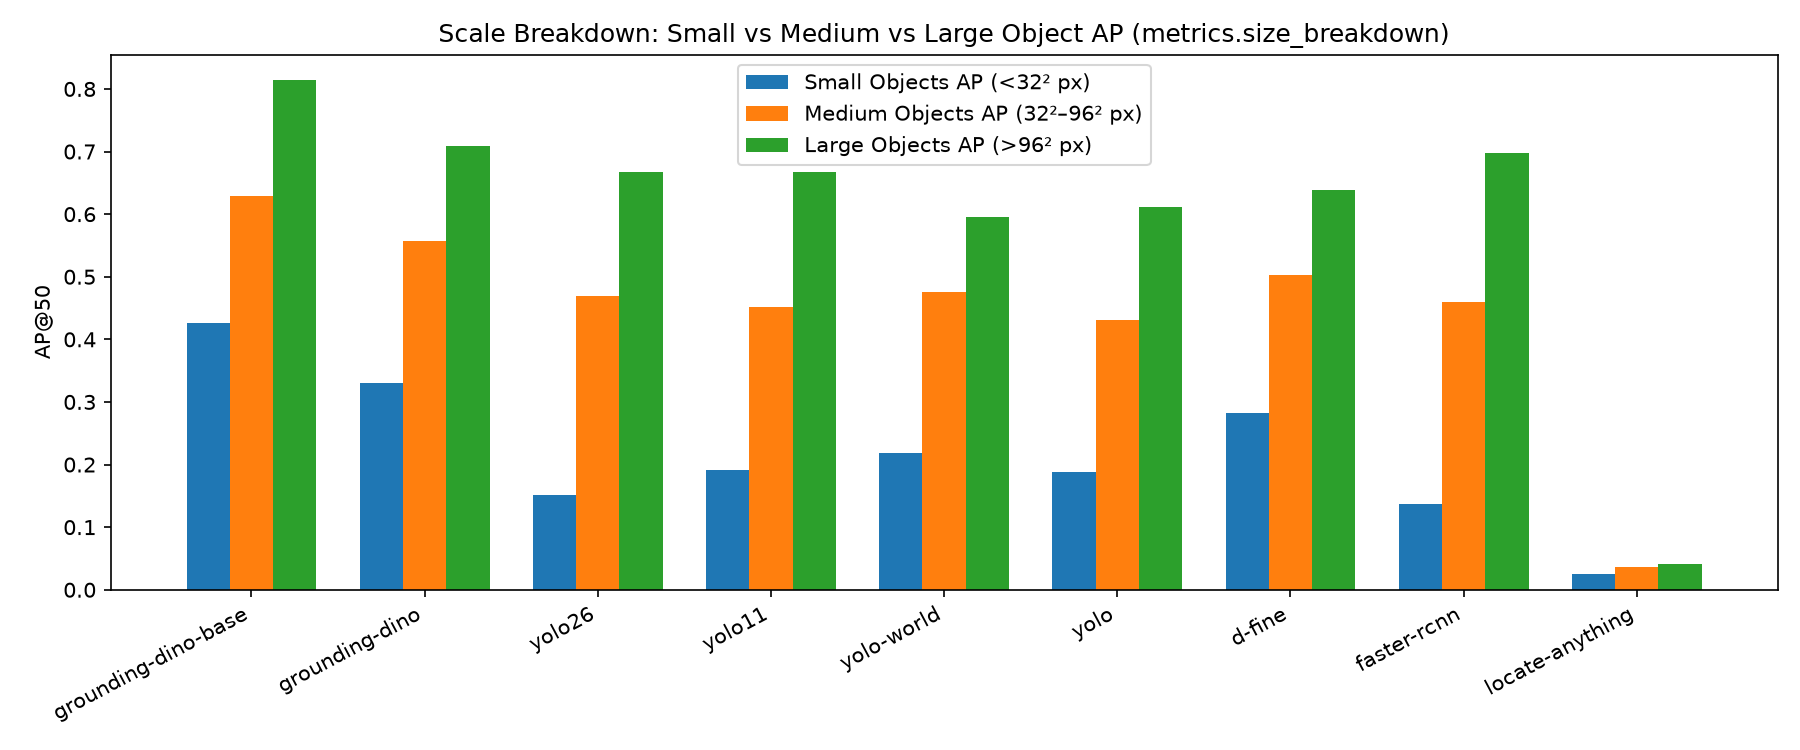 Scale Breakdown: Small vs Medium vs Large Object AP (metrics.size_breakdown)
Small Objects AP (<32² px)
Medium Objects AP (32²–96² px)
Large Objects AP (>96² px)
AP@50
0.8
0.7
0.6
0.5
0.4
0.3
0.2
0.1
0.0
grounding-dino-base
grounding-dino
yolo26
yolo11
yolo-world
yolo
d-fine
faster-rcnn
locate-anything